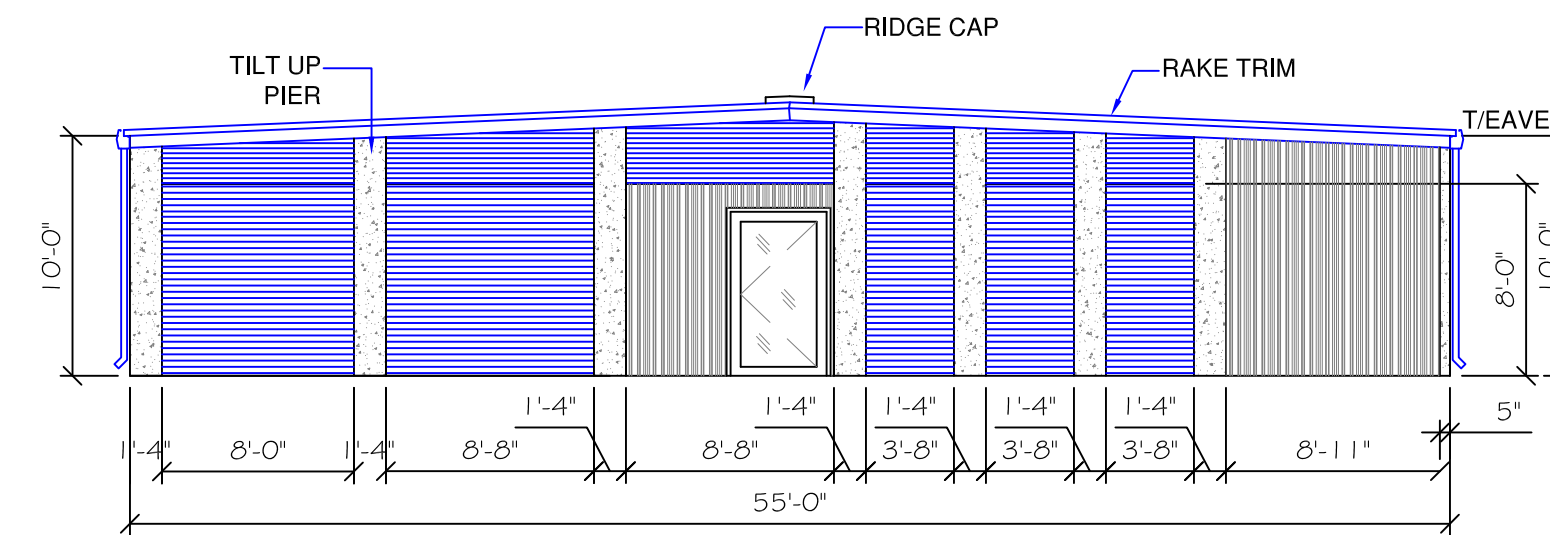 RIDGE CAP
TILT UP
PIER
RAKE TRIM
T/EAVE
10'-0"
8'-0"
10'-0"
1'-4" 1'-4" 1'-4" 1'-4" 1'-4" 5"
1'-4" 8'-0" 1'-4" 8'-8" 8'-8" 3'-8" 3'-8" 3'-8" 8'-11"
55'-0"